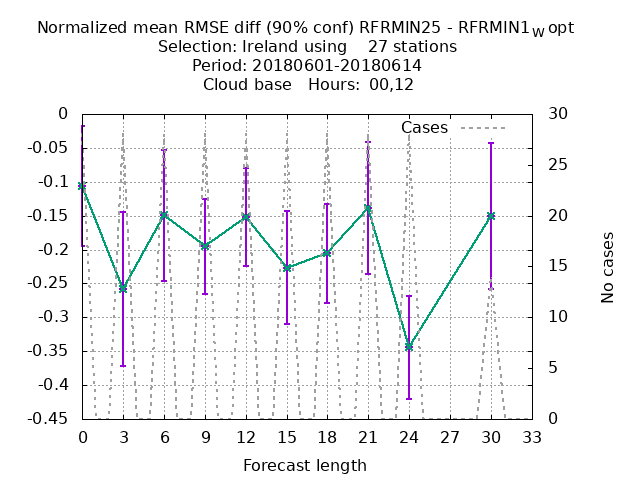 Normalized mean RMSE diff (90% conf) RFRMIN25 - RFRMIN1W opt
Selection: Ireland using    27 stations
Period: 20180601-20180614
Cloud base   Hours:  00,12
Cases
0
-0.05
-0.1
-0.15
-0.2
-0.25
-0.3
-0.35
-0.4
-0.45
30
25
20
15
10
5
0
No cases
0 3 6 9 12 15 18 21 24 27 30 33
Forecast length